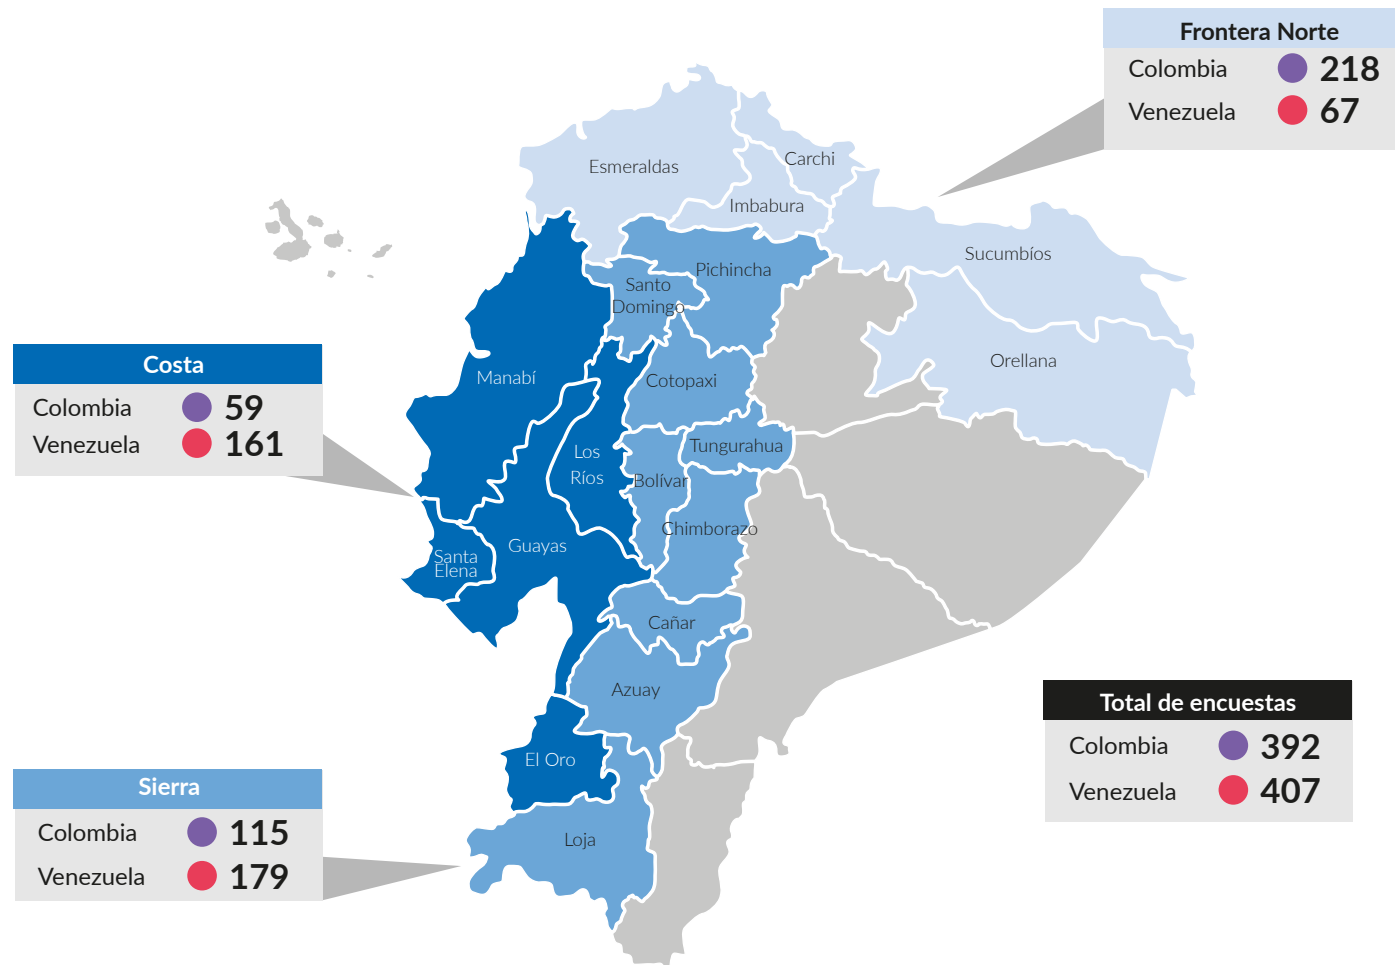 Frontera Norte
Colombia 218
Venezuela 67
Esmeraldas
Carchi
Imbabura
Sucumbíos
Pichincha
Santo
Domingo
Orellana
Costa
Colombia 59
Venezuela 161
Manabí
Cotopaxi
Los
Ríos
Tungurahua
Bolívar
Chimborazo
Guayas
Santa
Elena
Cañar
Azuay
Total de encuestas
Colombia 392
Venezuela 407
El Oro
Sierra
Colombia 115
Venezuela 179
Loja